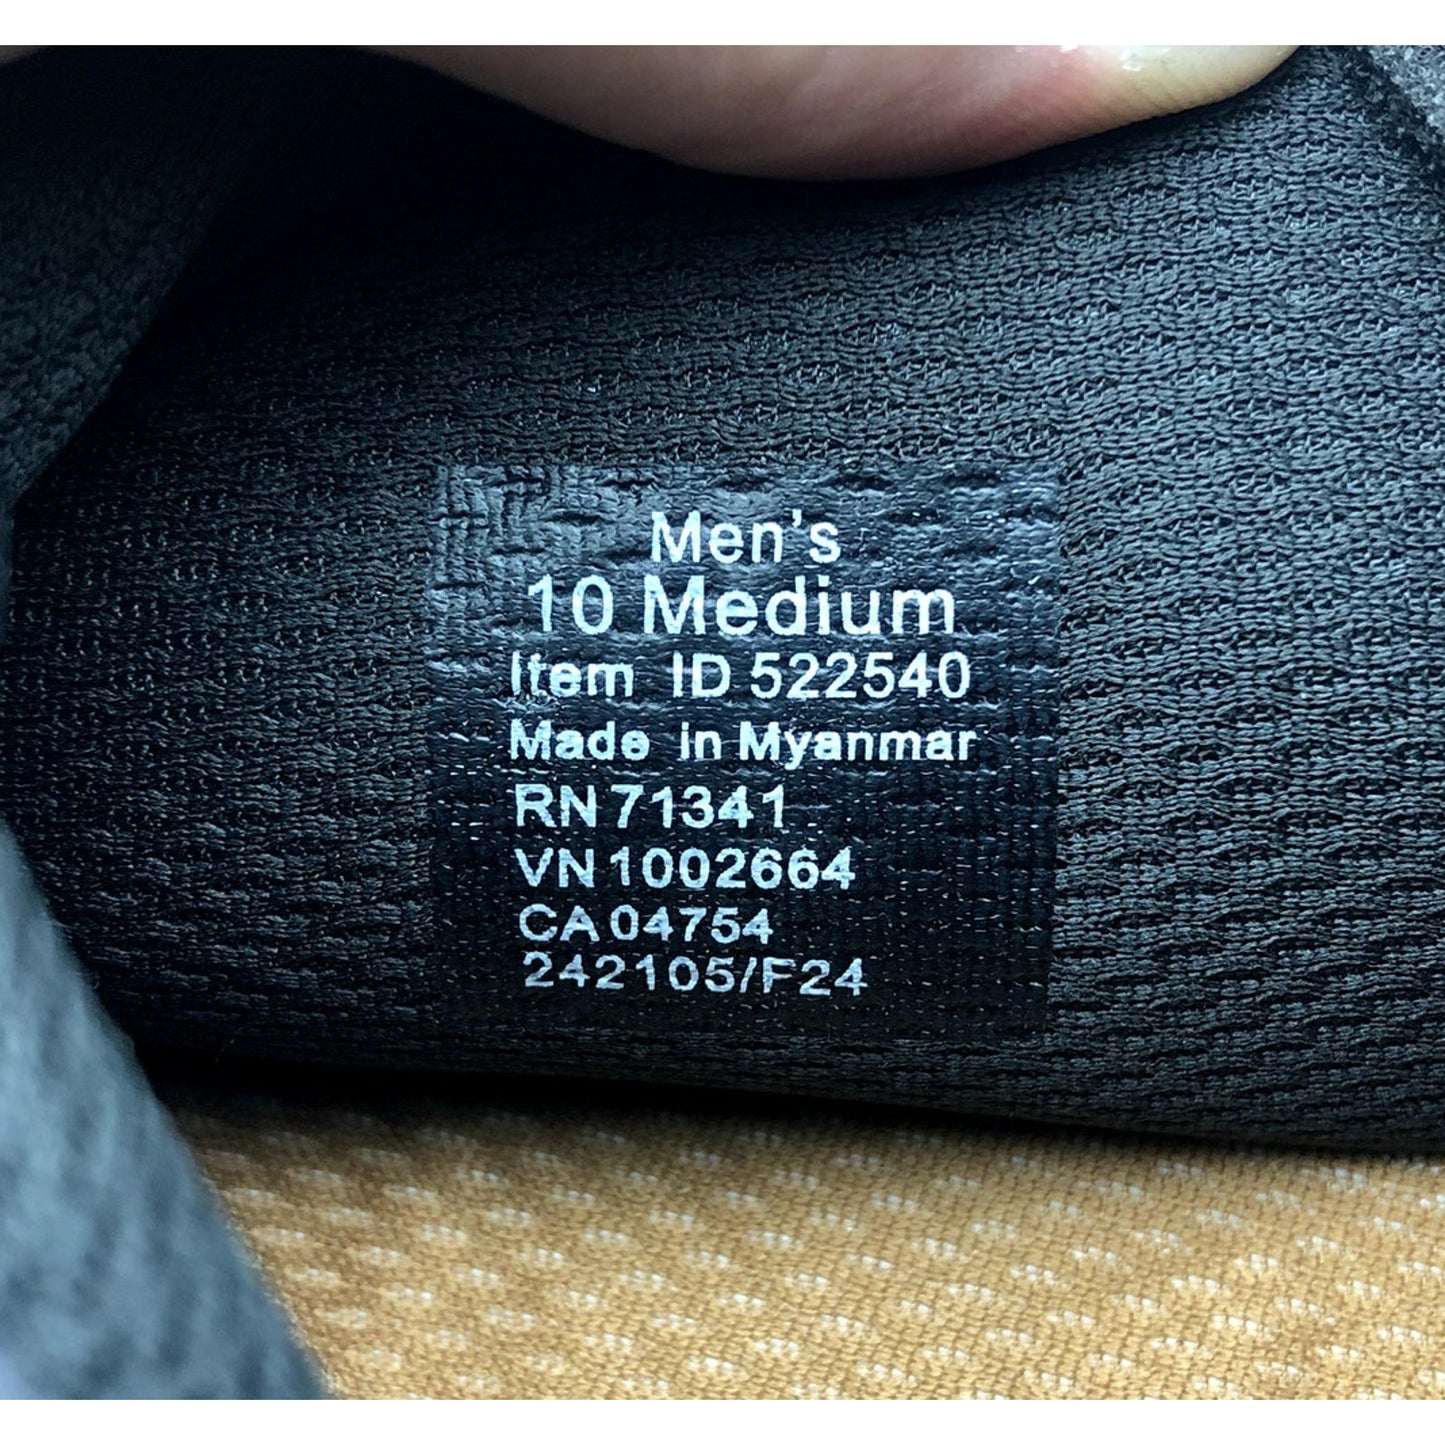 Men's
10 Medium
Item ID 522540
Made in Myanmar
RN 71341
VN 1002664
CA 04754
242105/F24